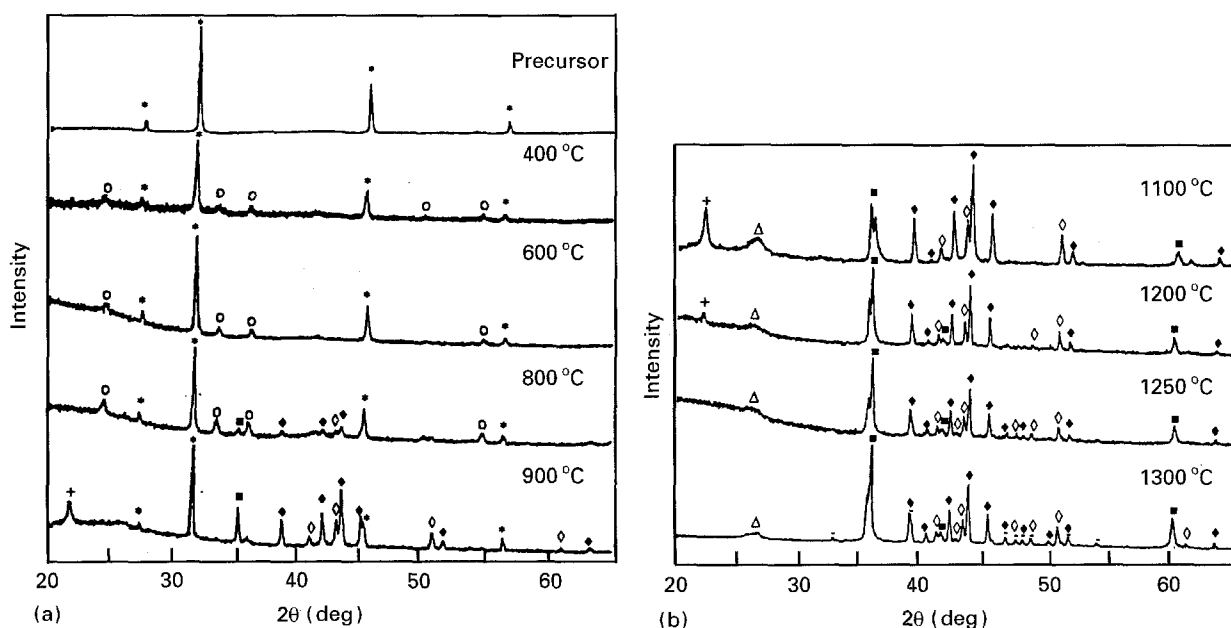 Precursor
400 °C
600 °C
800 °C
900 °C
Intensity
20 30 40 50 60
(a) 2θ (deg)
1100 °C
1200 °C
1250 °C
1300 °C
Intensity
20 30 40 50 60
(b) 2θ (deg)